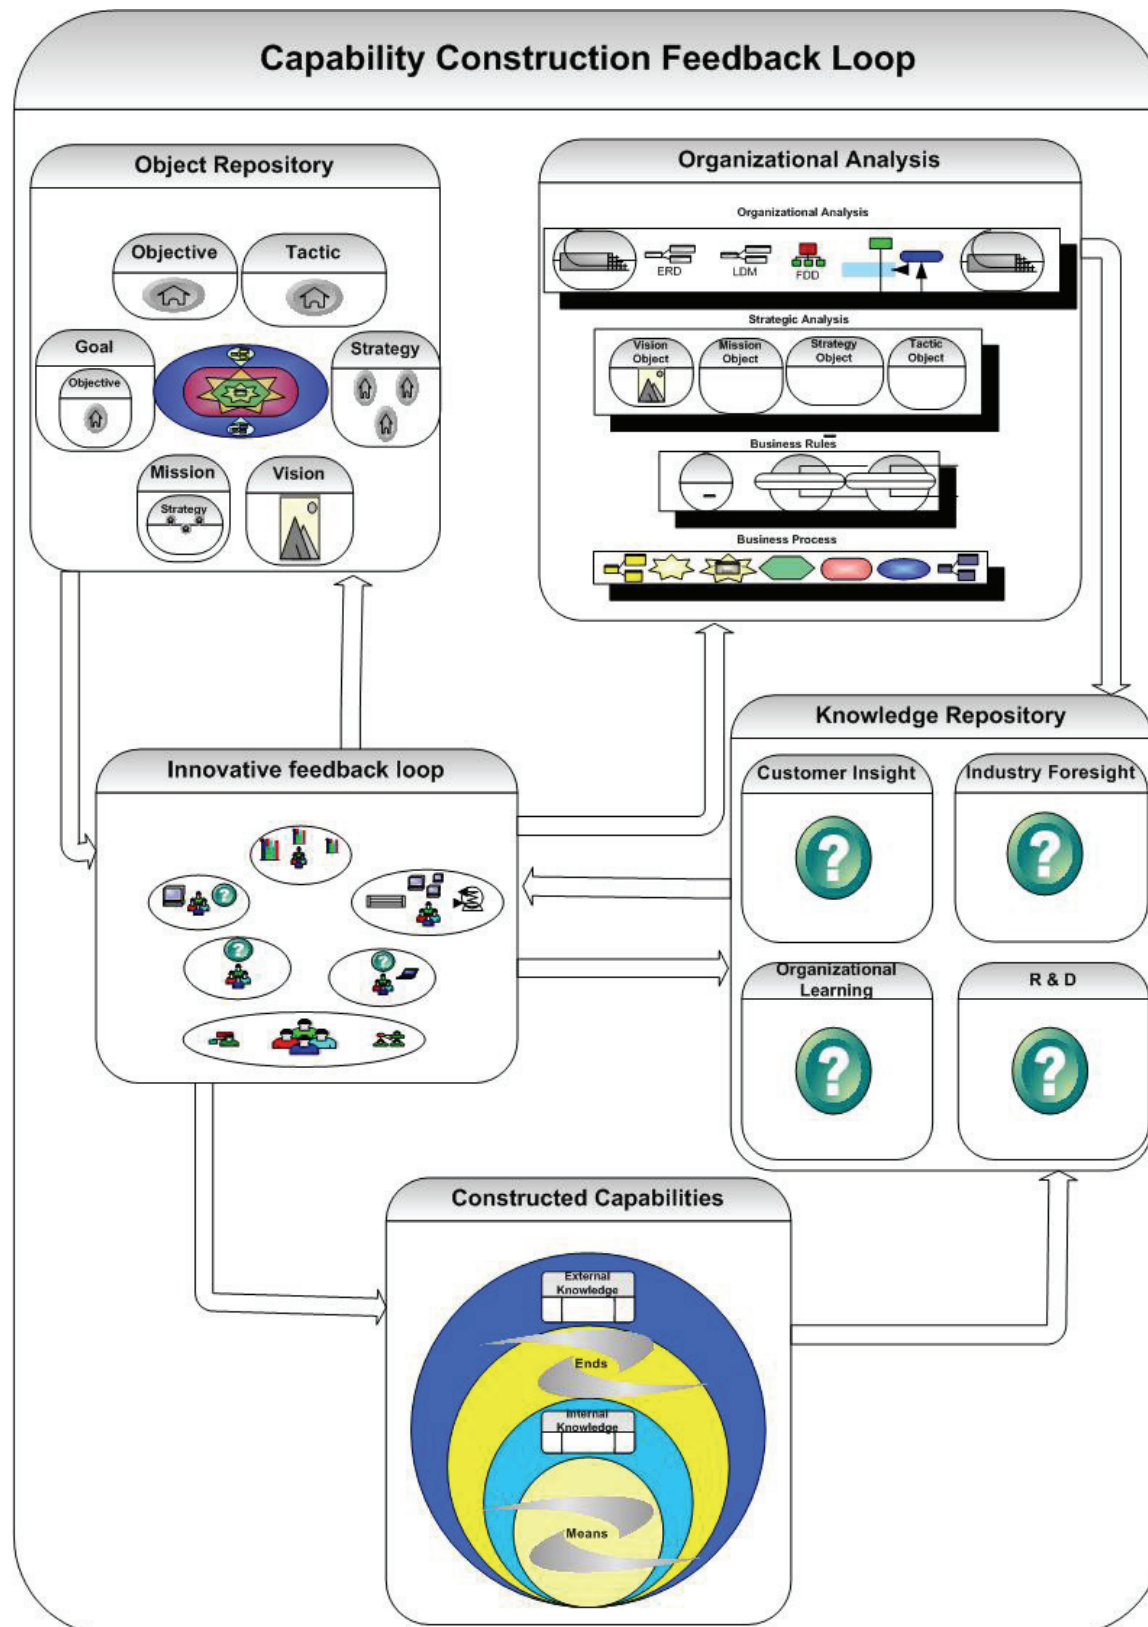 Capability Construction Feedback Loop
Object Repository
Objective
Tactic
Goal
Objective
Strategy
Mission
Strategy
Vision
Organizational Analysis
Organizational Analysis
ERD
LDM
FDD
Strategic Analysis
Vision
Object
Mission
Object
Strategy
Object
Tactic
Object
Business Rules
Business Process
Innovative feedback loop
?
?
?
Knowledge Repository
Customer Insight
?
Industry Foresight
?
Organizational
Learning
?
R & D
?
Constructed Capabilities
External
Knowledge
Ends
Internal
Knowledge
Means